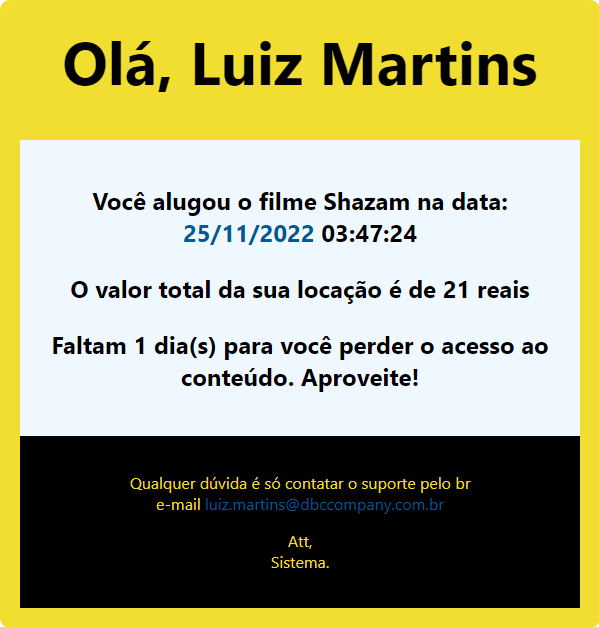 Olá, Luiz Martins
Você alugou o filme Shazam na data:
25/11/2022 03:47:24
O valor total da sua locação é de 21 reais
Faltam 1 dia(s) para você perder o acesso ao
conteúdo. Aproveite!
Qualquer dúvida é só contatar o suporte pelo br
e-mail luiz.martins@dbccompany.com.br
Att,
Sistema.